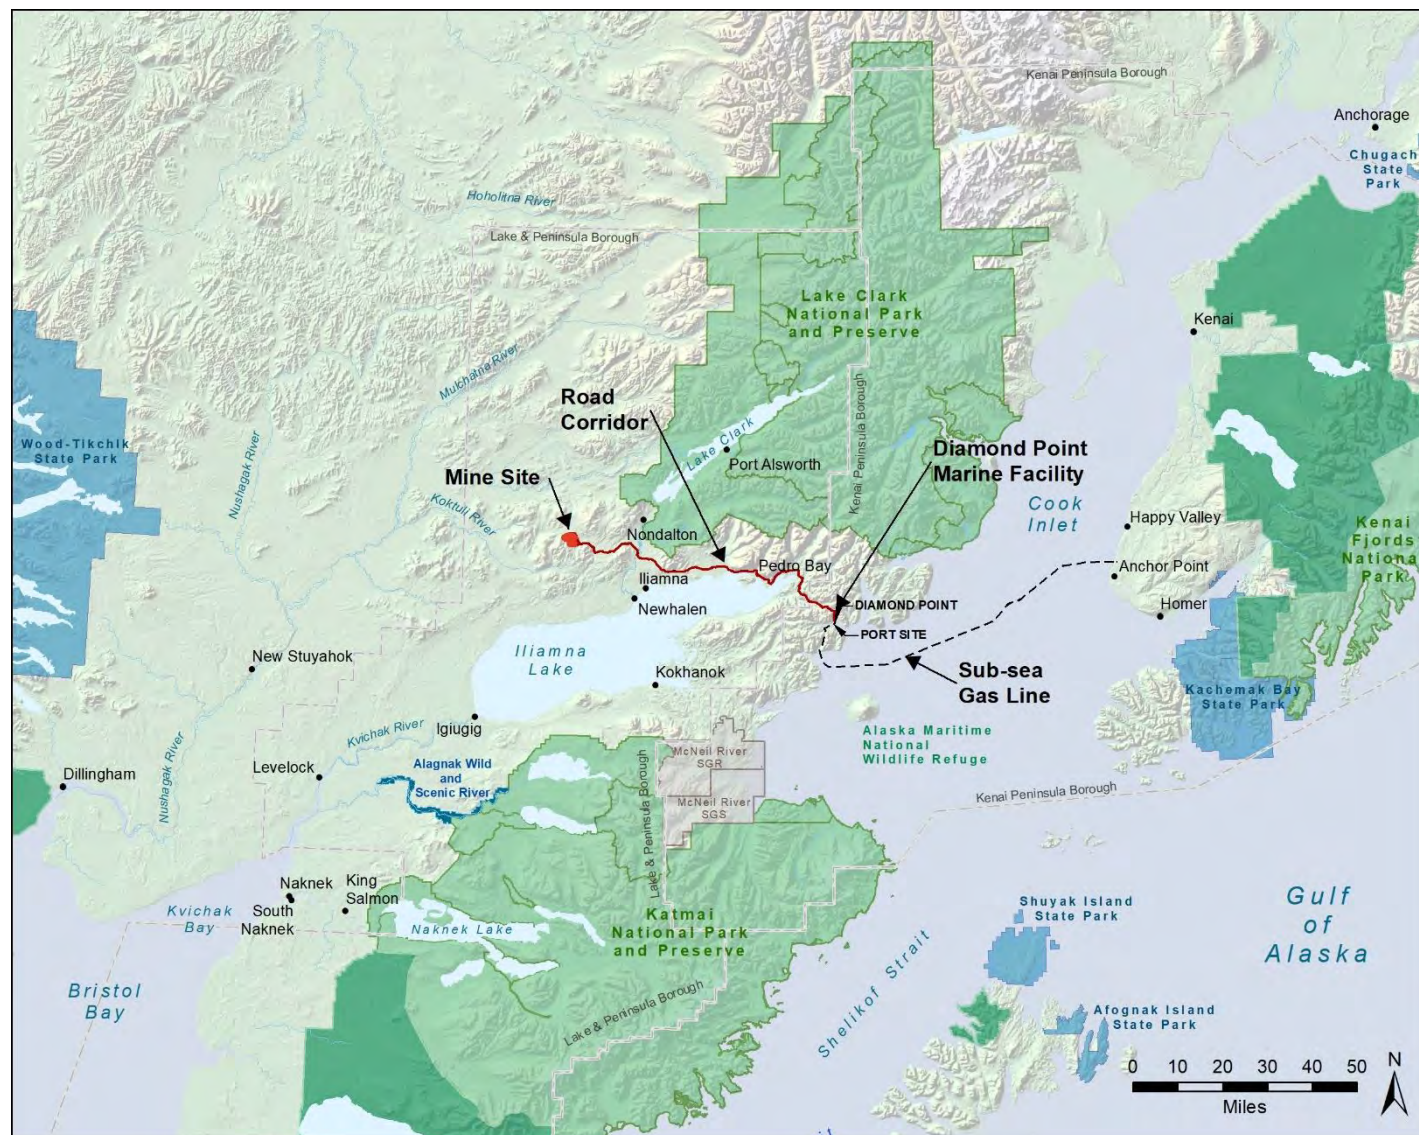 Kenai Peninsula Borough
Anchorage
Chugach
State
Park
Hoholitna River
Lake & Peninsula Borough
Lake Clark
National Park
and Preserve
Kenai
Mulchatna River
Kenai Peninsula Borough
Road
Corridor
Wood-Tikchik
State Park
Nushagak River
Lake Clark
Port Alsworth
Diamond Point
Marine Facility
Mine Site
Koktuli River
Cook
Inlet
Happy Valley
Kenai
Fjords
National
Park
Nondalton
Pedro Bay
Anchor Point
Iliamna
Newhalen
DIAMOND POINT
PORT SITE
Homer
New Stuyahok
Iliamna
Lake
Kokhanok
Sub-sea
Gas Line
Kachemak Bay
State Park
Igiugig
Kvichak River
Alaska Maritime
National
Wildlife Refuge
McNeil River
SGR
Lake & Peninsula Borough
Levelock
Alagnak Wild
and
Scenic River
Dillingham
Nushagak River
McNeil River
SGS
Kenai Peninsula Borough
Naknek
King
Salmon
South
Naknek
Kvichak
Bay
Naknek Lake
Katmai
National Park
and Preserve
Shuyak Island
State Park
Gulf
of
Alaska
Shelikof Strait
Bristol
Bay
Lake & Peninsula Borough
Afognak Island
State Park
N
0 10 20 30 40 50
Miles